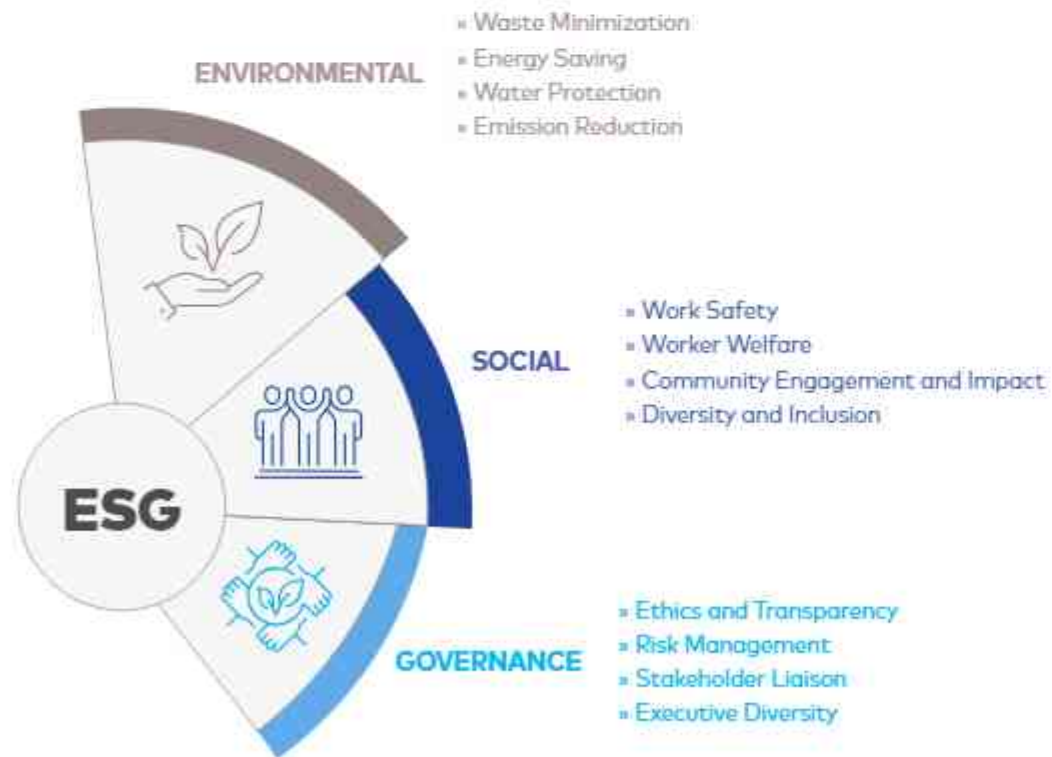 ENVIRONMENTAL
» Waste Minimization
» Energy Saving
» Water Protection
» Emission Reduction
SOCIAL
» Work Safety
» Worker Welfare
» Community Engagement and Impact
» Diversity and Inclusion
ESG
GOVERNANCE
» Ethics and Transparency
» Risk Management
» Stakeholder Liaison
» Executive Diversity